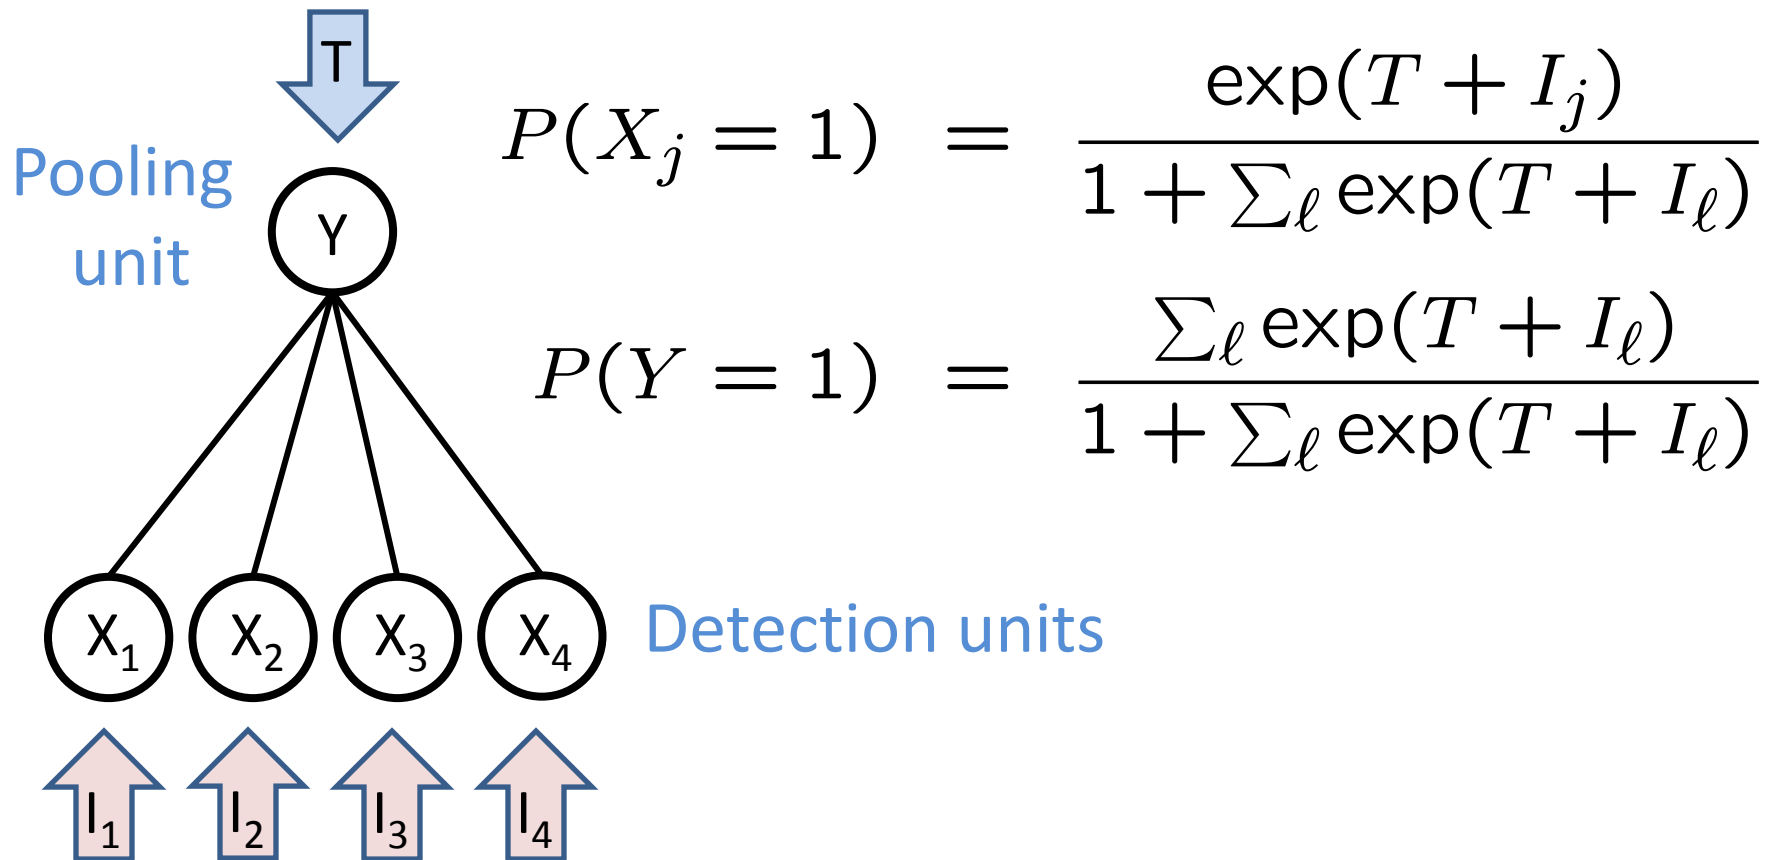 T
Pooling
unit
Y
P(X_j = 1) = exp(T + I_j) / (1 + ∑_ℓ exp(T + I_ℓ))
P(Y = 1) = ∑_ℓ exp(T + I_ℓ) / (1 + ∑_ℓ exp(T + I_ℓ))
X₁ X₂ X₃ X₄ Detection units
I₁ I₂ I₃ I₄